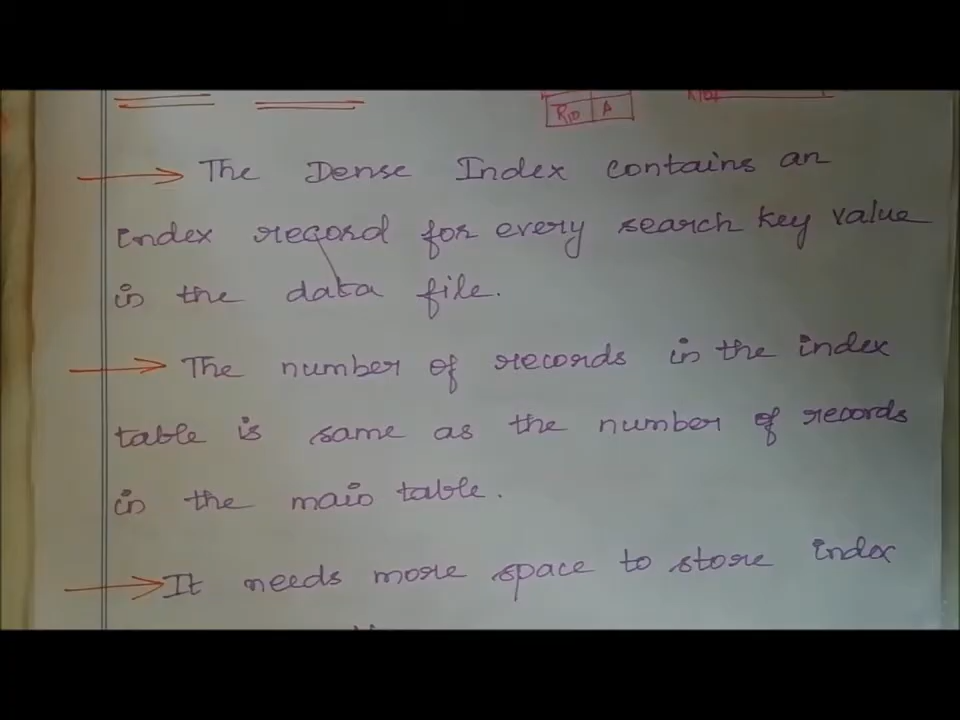 R10 A
The Dense Index contains an
index record for every search key value
in the data file.
The number of records in the index
table is same as the number of records
in the main table.
It needs more space to store index